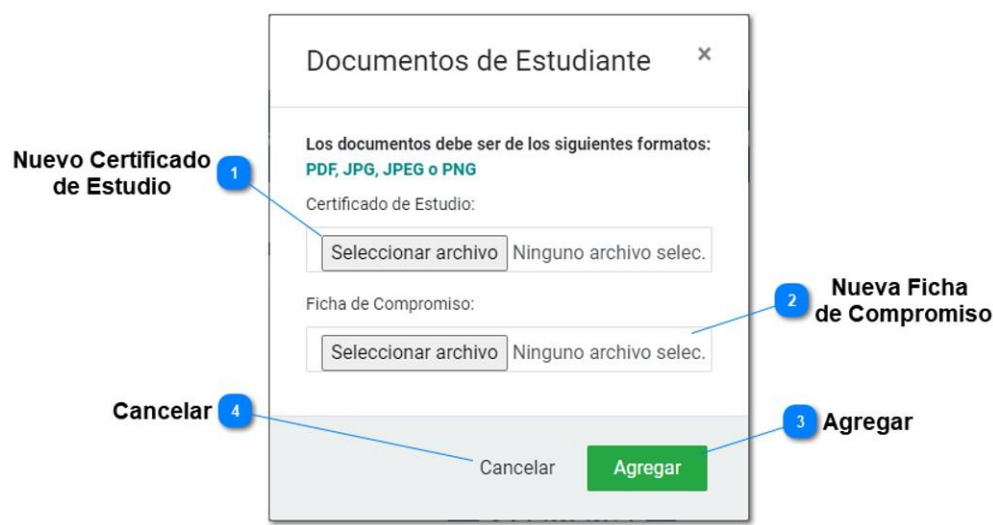 Documentos de Estudiante ×
Los documentos debe ser de los siguientes formatos:
PDF, JPG, JPEG o PNG
Nuevo Certificado
de Estudio
1
Certificado de Estudio:
Seleccionar archivo Ninguno archivo selec.
Ficha de Compromiso:
2
Nueva Ficha
de Compromiso
Seleccionar archivo Ninguno archivo selec.
Cancelar 4
3 Agregar
Cancelar Agregar